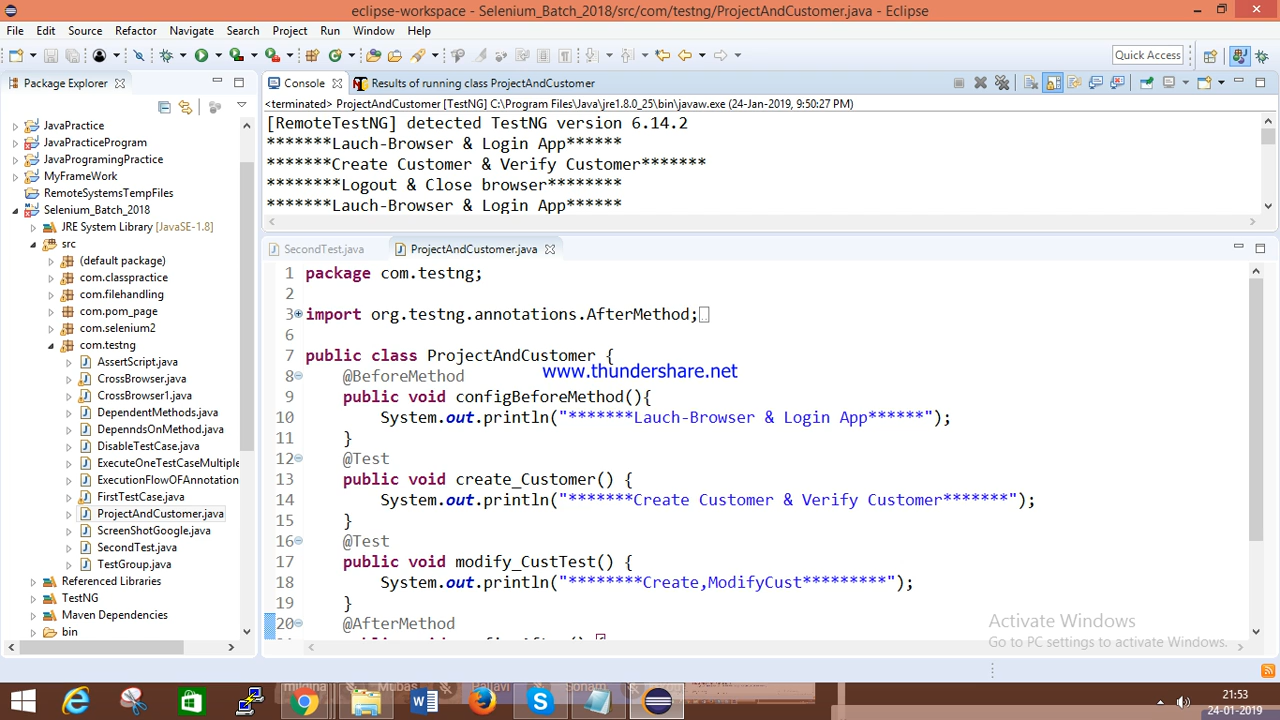 eclipse-workspace - Selenium_Batch_2018/src/com/testng/ProjectAndCustomer.java - Eclipse
File Edit Source Refactor Navigate Search Project Run Window Help
Quick Access
Package Explorer
JavaPractice
JavaPracticeProgram
JavaProgramingPractice
MyFrameWork
RemoteSystemsTempFiles
Selenium_Batch_2018
JRE System Library [JavaSE-1.8]
src
(default package)
com.classpractice
com.filehandling
com.pom_page
com.selenium2
com.testng
AssertScript.java
CrossBrowser.java
CrossBrowser1.java
DependentMethods.java
DepenndsOnMethod.java
DisableTestCase.java
ExecuteOneTestCaseMultiple
ExecutionFlowOFAnnotation
FirstTestCase.java
ProjectAndCustomer.java
ScreenShotGoogle.java
SecondTest.java
TestGroup.java
Referenced Libraries
TestNG
Maven Dependencies
bin
Console Results of running class ProjectAndCustomer
<terminated> ProjectAndCustomer [TestNG] C:\Program Files\Java\jre1.8.0_25\bin\javaw.exe (24-Jan-2019, 9:50:27 PM)
[RemoteTestNG] detected TestNG version 6.14.2
*******Lauch-Browser & Login App******
*******Create Customer & Verify Customer*******
********Logout & Close browser********
*******Lauch-Browser & Login App******
SecondTest.java ProjectAndCustomer.java
1 package com.testng;
2
3 import org.testng.annotations.AfterMethod;
6
7 public class ProjectAndCustomer {
www.thundershare.net
8 @BeforeMethod
9 public void configBeforeMethod(){
10 System.out.println("*******Lauch-Browser & Login App******");
11 }
12 @Test
13 public void create_Customer() {
14 System.out.println("*******Create Customer & Verify Customer*******");
15 }
16 @Test
17 public void modify_CustTest() {
18 System.out.println("********Create,ModifyCust*********");
19 }
20 @AfterMethod
Activate Windows
Go to PC settings to activate Windows.
Mubas Pallavi Sonam
21:53
24-01-2019